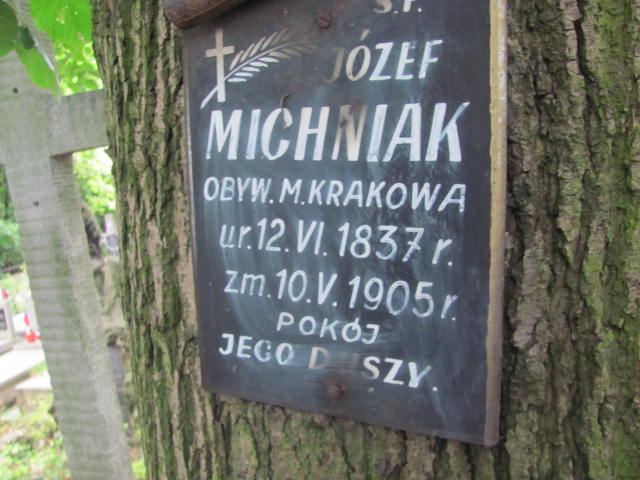 Ś.P.
JÓZEF
MICHNIAK
OBYW. M. KRAKOWA
ur. 12. VI. 1837 r.
zm. 10. V. 1905 r.
POKÓJ
JEGO DUSZY.